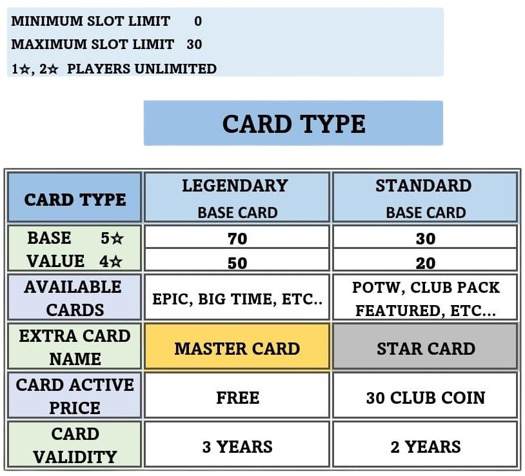 MINIMUM SLOT LIMIT 0
MAXIMUM SLOT LIMIT 30
1☆, 2☆ PLAYERS UNLIMITED
CARD TYPE
CARD TYPE
LEGENDARY
BASE CARD
STANDARD
BASE CARD
BASE 5☆ 70 30
VALUE 4☆ 50 20
AVAILABLE
CARDS
EPIC, BIG TIME, ETC..
POTW, CLUB PACK
FEATURED, ETC...
EXTRA CARD
NAME
MASTER CARD
STAR CARD
CARD ACTIVE
PRICE
FREE
30 CLUB COIN
CARD
VALIDITY
3 YEARS
2 YEARS